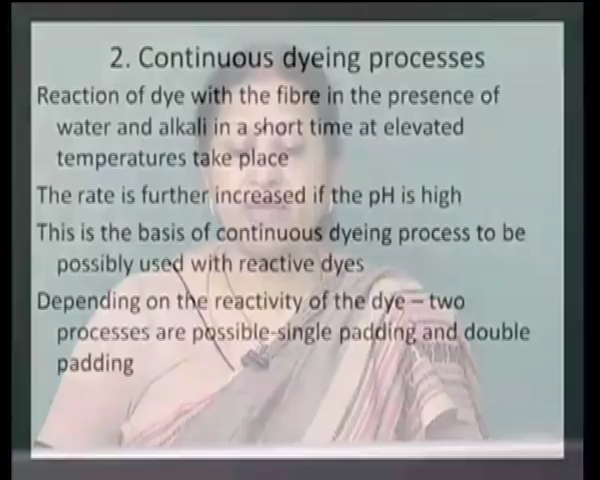 2. Continuous dyeing processes
Reaction of dye with the fibre in the presence of
water and alkali in a short time at elevated
temperatures take place
The rate is further increased if the pH is high
This is the basis of continuous dyeing process to be
possibly used with reactive dyes
Depending on the reactivity of the dye – two
processes are possible-single padding and double
padding